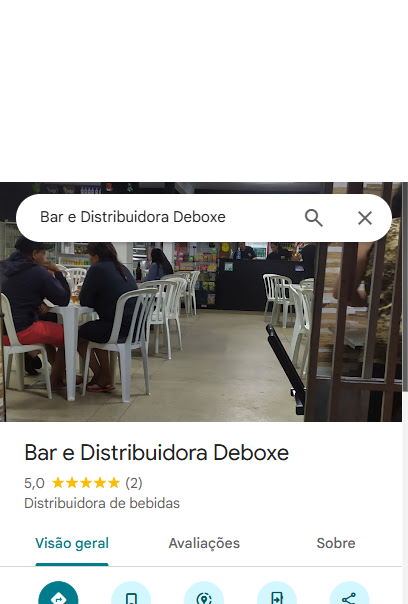 Bar e Distribuidora Deboxe
Bar e Distribuidora Deboxe
5,0 (2)
Distribuidora de bebidas
Visão geral
Avaliações
Sobre